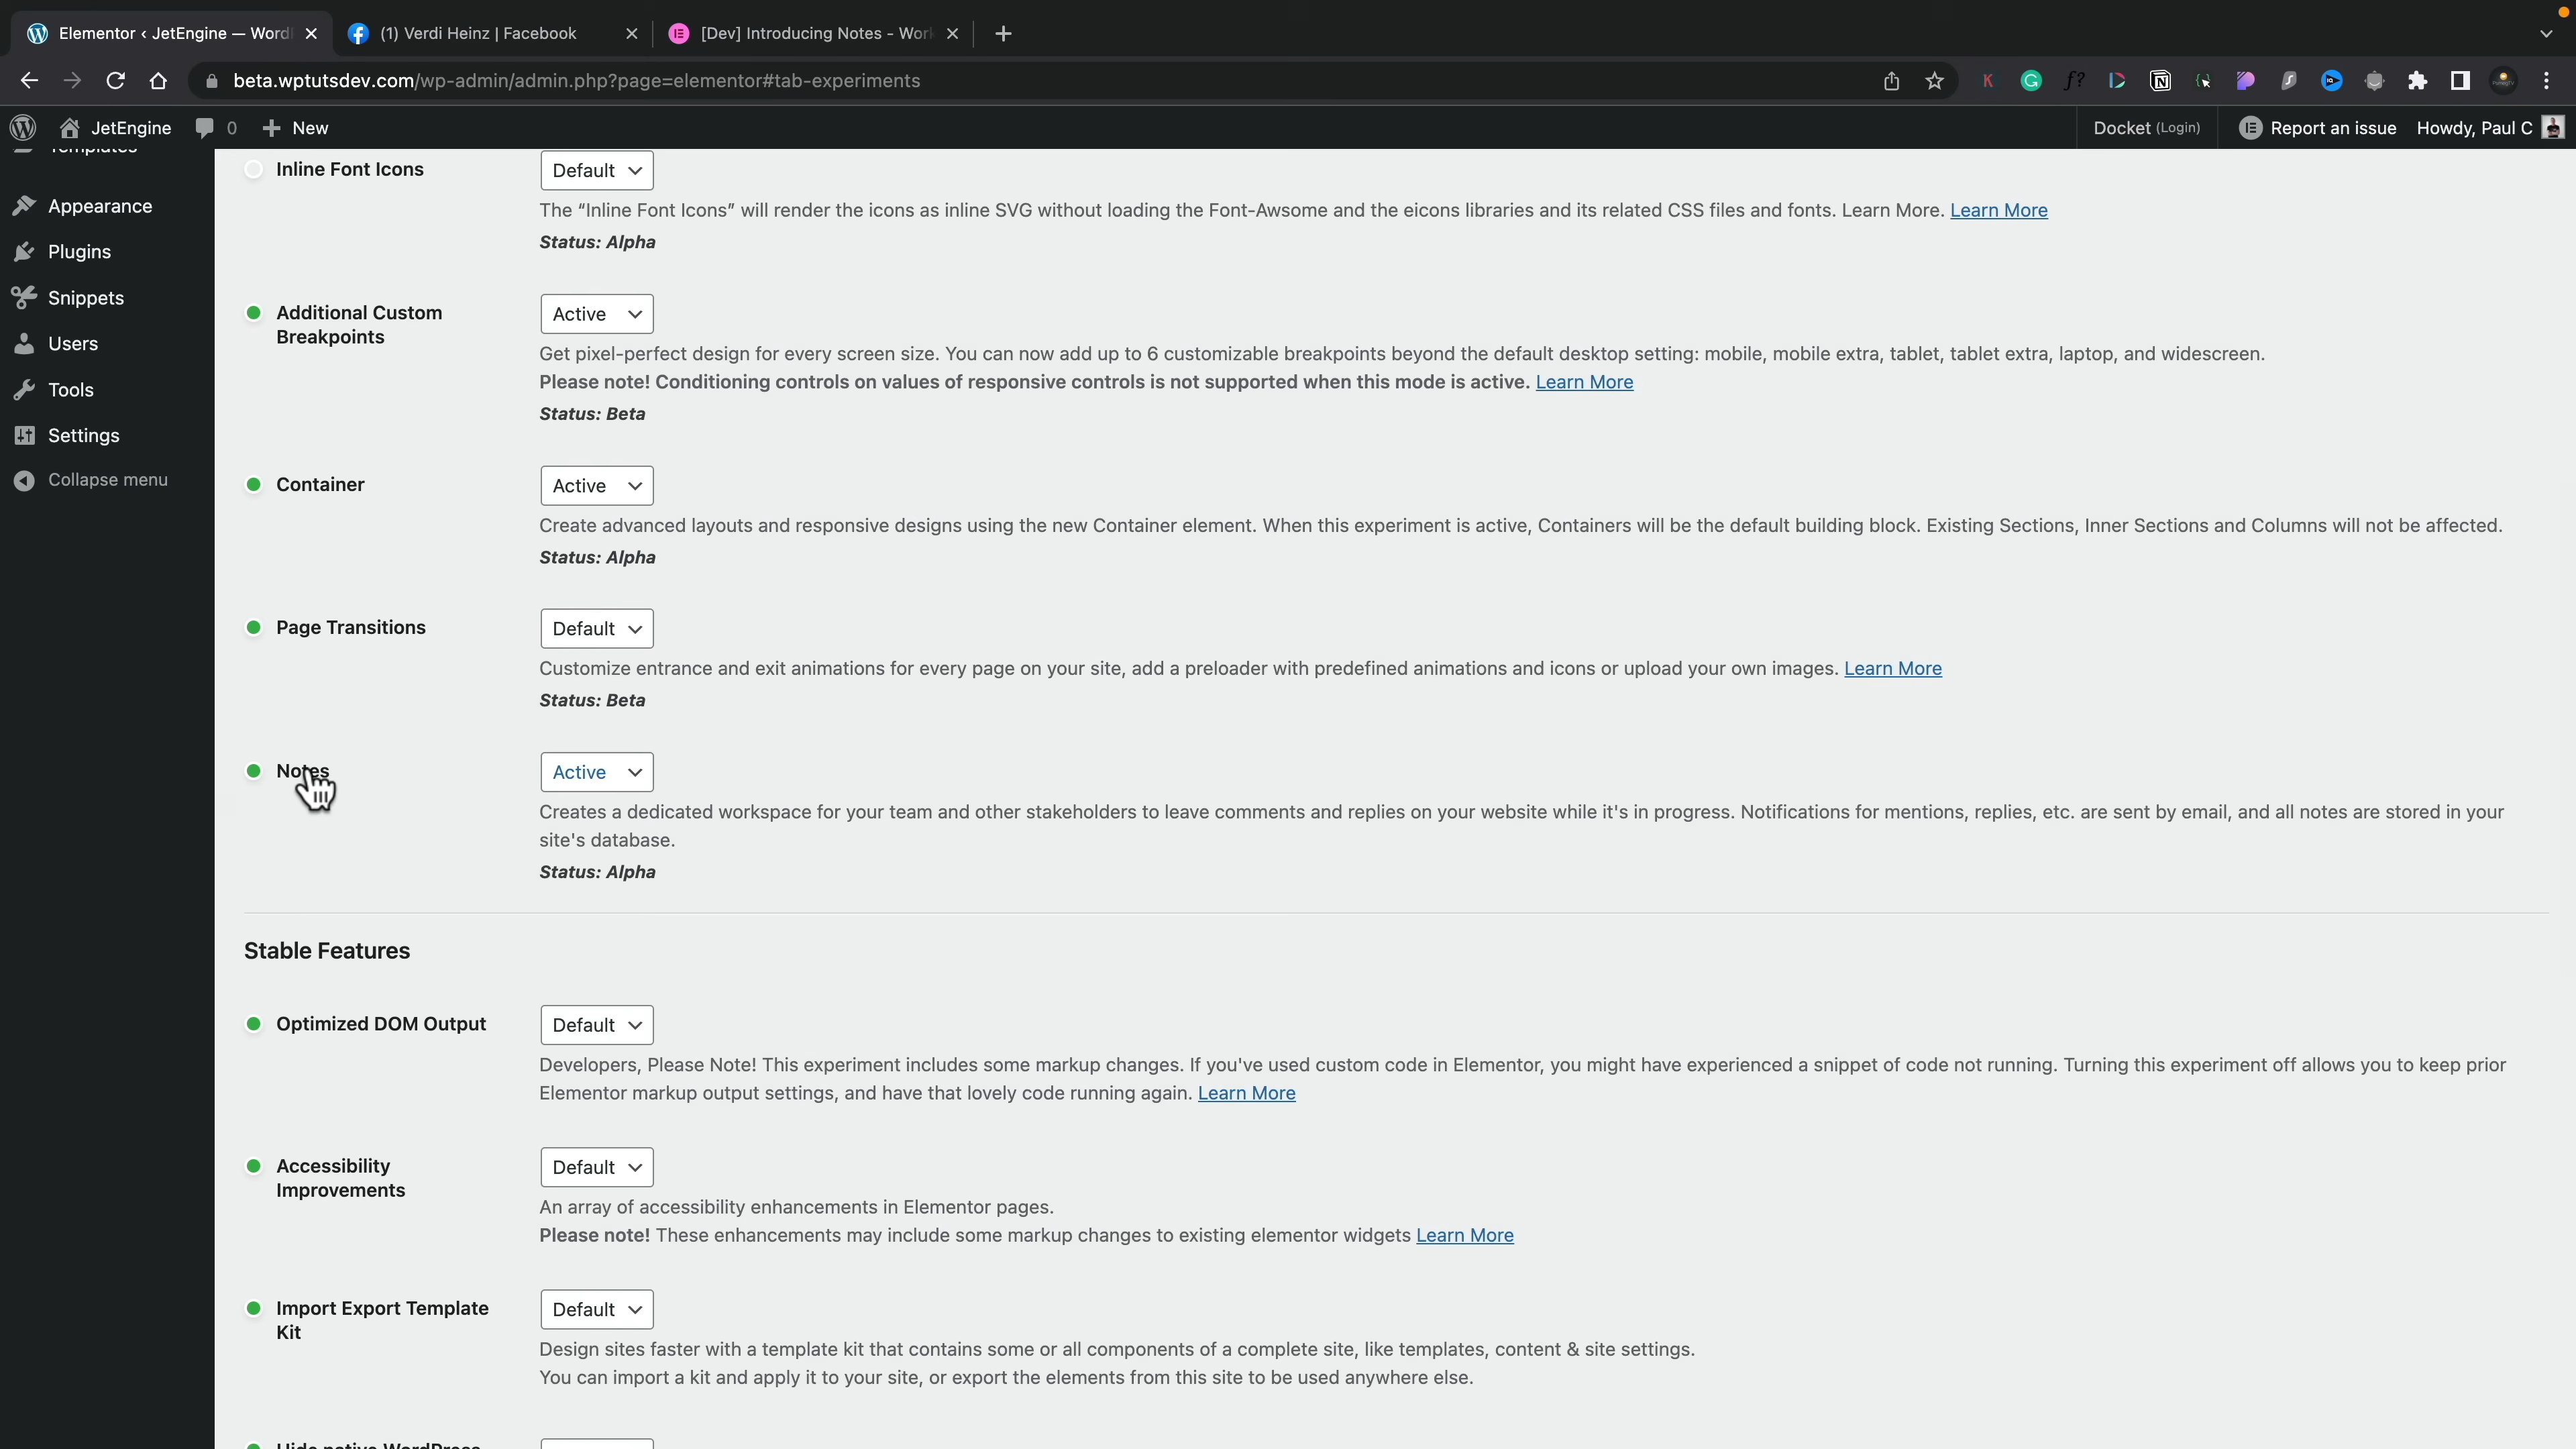 Elementor ‹ JetEngine — Word
(1) Verdi Heinz | Facebook
[Dev] Introducing Notes - Wor
beta.wptutsdev.com/wp-admin/admin.php?page=elementor#tab-experiments
JetEngine
0
New
Docket (Login)
Report an issue
Howdy, Paul C
Templates
Appearance
Plugins
Snippets
Users
Tools
Settings
Collapse menu
Inline Font Icons
Default
The “Inline Font Icons” will render the icons as inline SVG without loading the Font-Awsome and the eicons libraries and its related CSS files and fonts. Learn More. Learn More
Status: Alpha
Additional Custom
Breakpoints
Active
Get pixel-perfect design for every screen size. You can now add up to 6 customizable breakpoints beyond the default desktop setting: mobile, mobile extra, tablet, tablet extra, laptop, and widescreen.
Please note! Conditioning controls on values of responsive controls is not supported when this mode is active. Learn More
Status: Beta
Container
Active
Create advanced layouts and responsive designs using the new Container element. When this experiment is active, Containers will be the default building block. Existing Sections, Inner Sections and Columns will not be affected.
Status: Alpha
Page Transitions
Default
Customize entrance and exit animations for every page on your site, add a preloader with predefined animations and icons or upload your own images. Learn More
Status: Beta
Notes
Active
Creates a dedicated workspace for your team and other stakeholders to leave comments and replies on your website while it's in progress. Notifications for mentions, replies, etc. are sent by email, and all notes are stored in your
site's database.
Status: Alpha
Stable Features
Optimized DOM Output
Default
Developers, Please Note! This experiment includes some markup changes. If you've used custom code in Elementor, you might have experienced a snippet of code not running. Turning this experiment off allows you to keep prior
Elementor markup output settings, and have that lovely code running again. Learn More
Accessibility
Improvements
Default
An array of accessibility enhancements in Elementor pages.
Please note! These enhancements may include some markup changes to existing elementor widgets Learn More
Import Export Template
Kit
Default
Design sites faster with a template kit that contains some or all components of a complete site, like templates, content & site settings.
You can import a kit and apply it to your site, or export the elements from this site to be used anywhere else.
Hide native WordPress